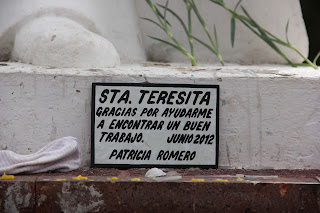 STA. TERESITA
GRACIAS POR AYUDARME
A ENCONTRAR UN BUEN
TRABAJO. JUNIO 2012
PATRICIA ROMERO